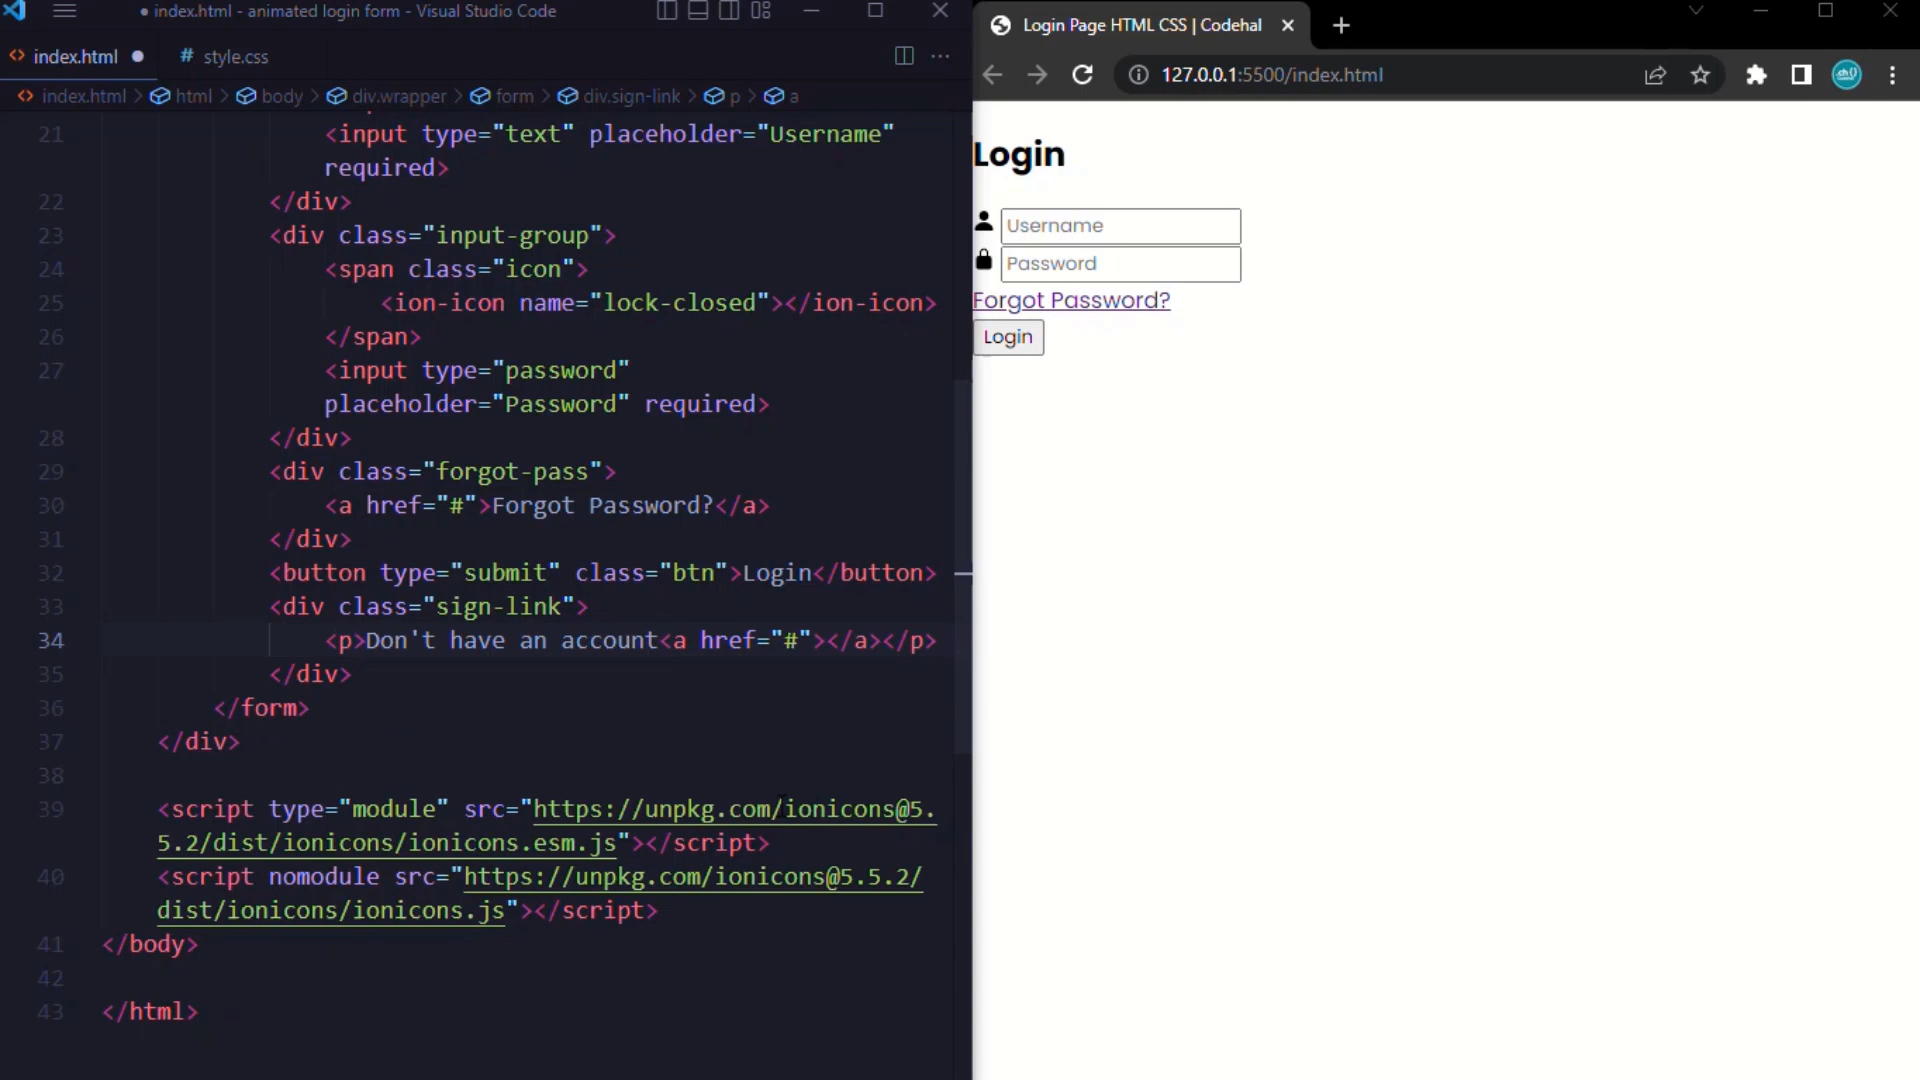 index.html - animated login form - Visual Studio Code
index.html
# style.css
index.html > html > body > div.wrapper > form > div.sign-link > p > a
21 <input type="text" placeholder="Username"
required>
22 </div>
23 <div class="input-group">
24 <span class="icon">
25 <ion-icon name="lock-closed"></ion-icon>
26 </span>
27 <input type="password"
placeholder="Password" required>
28 </div>
29 <div class="forgot-pass">
30 <a href="#">Forgot Password?</a>
31 </div>
32 <button type="submit" class="btn">Login</button>
33 <div class="sign-link">
34 <p>Don't have an account<a href="#"></a></p>
35 </div>
36 </form>
37 </div>
38
39 <script type="module" src="https://unpkg.com/ionicons@5.
5.2/dist/ionicons/ionicons.esm.js"></script>
40 <script nomodule src="https://unpkg.com/ionicons@5.5.2/
dist/ionicons/ionicons.js"></script>
41 </body>
42
43 </html>
Login Page HTML CSS | Codehal
127.0.0.1:5500/index.html
Login
Username
Password
Forgot Password?
Login